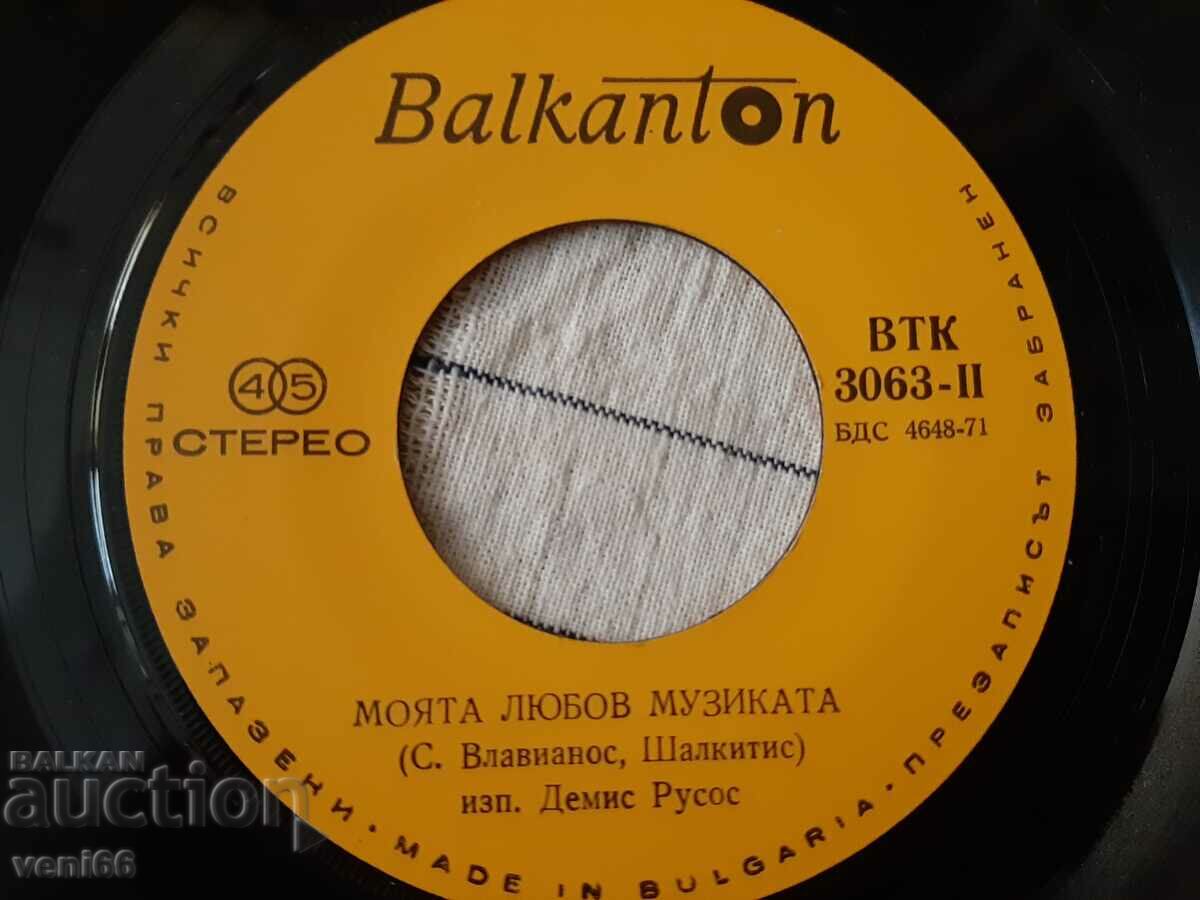 Balkanton
ВСИЧКИ ПРАВА ЗАПАЗЕНИ • MADE IN BULGARIA • ПРЕЗАПИСЪТ ЗАБРАНЕН
45
СТЕРЕО
ВТК
3063-II
БДС 4648-71
МОЯТА ЛЮБОВ МУЗИКАТА
(С. Влавианос, Шалкитис)
изп. Демис Русос
BALKAN
auction
veni66